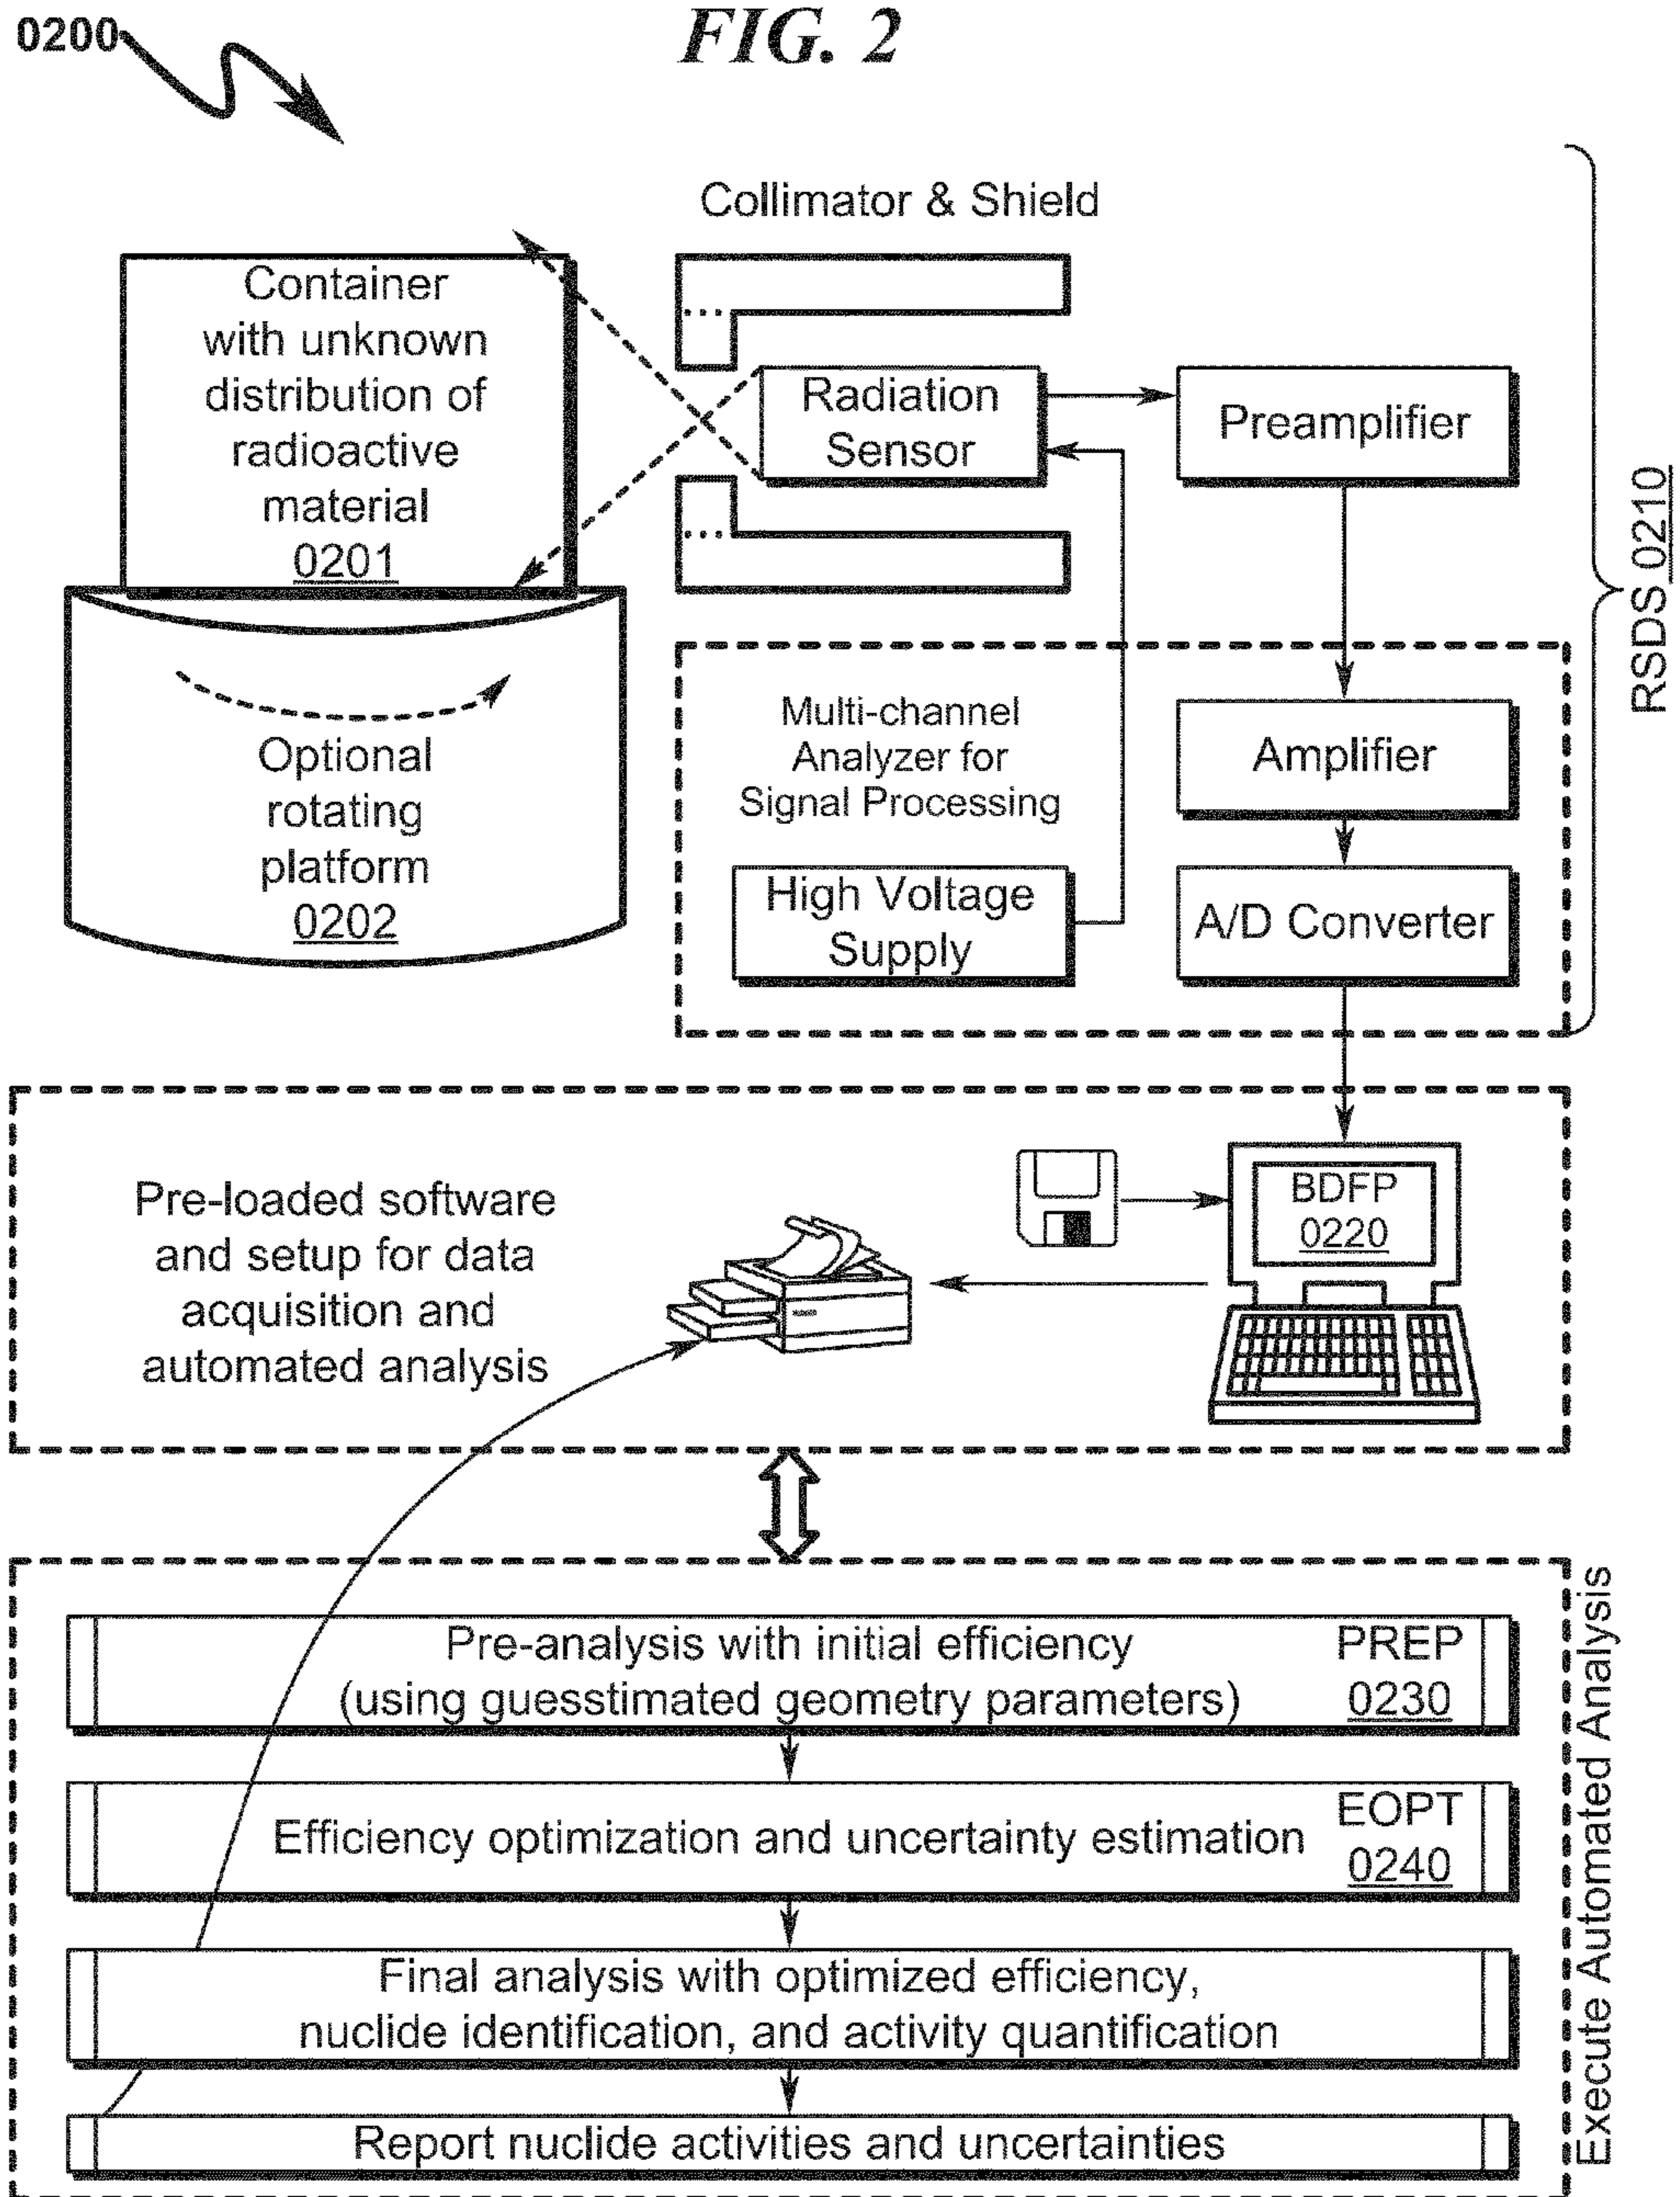 0200
FIG. 2
Collimator & Shield
Container
with unknown
distribution of
radioactive
material
0201
Radiation
Sensor
Preamplifier
RSDS 0210
Optional
rotating
platform
0202
Multi-channel
Analyzer for
Signal Processing
Amplifier
High Voltage
Supply
A/D Converter
Pre-loaded software
and setup for data
acquisition and
automated analysis
BDFP
0220
Execute Automated Analysis
Pre-analysis with initial efficiency
(using guesstimated geometry parameters)
PREP
0230
Efficiency optimization and uncertainty estimation
EOPT
0240
Final analysis with optimized efficiency,
nuclide identification, and activity quantification
Report nuclide activities and uncertainties